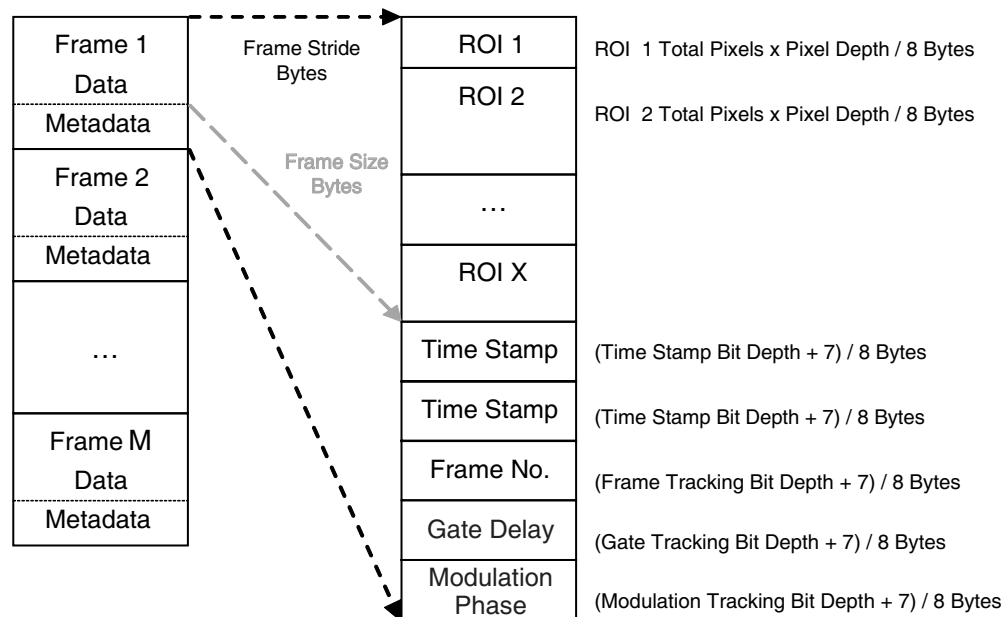 Frame 1
Data
Metadata
Frame 2
Data
Metadata
...
Frame M
Data
Metadata
Frame Stride
Bytes
Frame Size
Bytes
ROI 1
ROI 2
...
ROI X
Time Stamp
Time Stamp
Frame No.
Gate Delay
Modulation
Phase
ROI 1 Total Pixels x Pixel Depth / 8 Bytes
ROI 2 Total Pixels x Pixel Depth / 8 Bytes
(Time Stamp Bit Depth + 7) / 8 Bytes
(Time Stamp Bit Depth + 7) / 8 Bytes
(Frame Tracking Bit Depth + 7) / 8 Bytes
(Gate Tracking Bit Depth + 7) / 8 Bytes
(Modulation Tracking Bit Depth + 7) / 8 Bytes